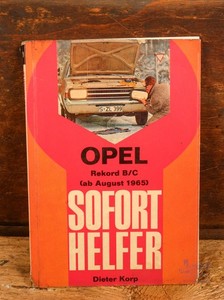 OPEL
Rekord B/C
(ab August 1965)
SOFORT
HELFER
Dieter Korp